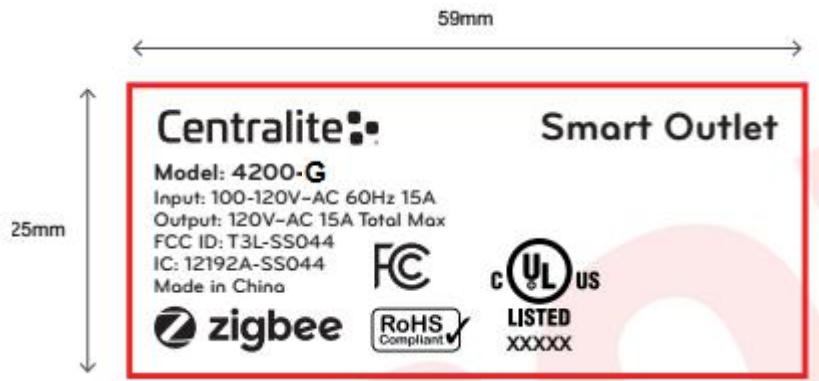 59mm
25mm
Centralite
Smart Outlet
Model: 4200-G
Input: 100-120V~AC 60Hz 15A
Output: 120V~AC 15A Total Max
FCC ID: T3L-SS044
IC: 12192A-SS044
Made in China
FC
C UL US
LISTED
XXXXX
zigbee
RoHS
Compliant